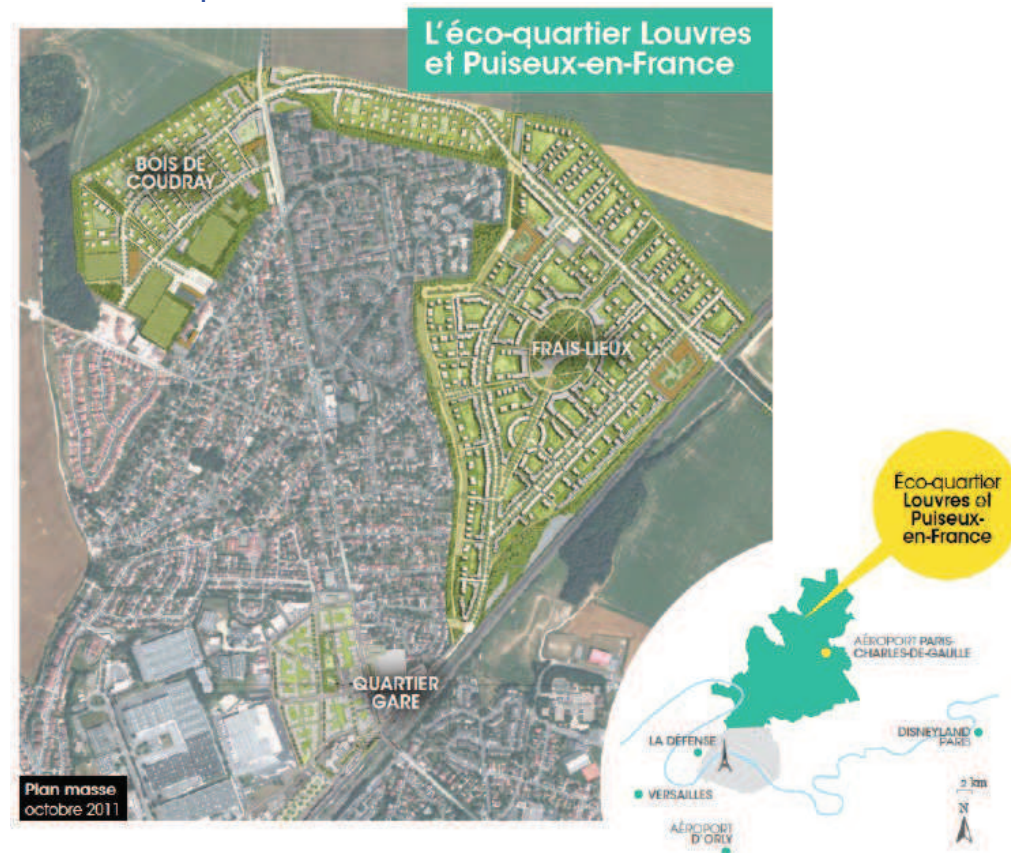 L'éco-quartier Louvres
et Puiseux-en-France
BOIS DE
COUDRAY
FRAIS-LIEUX
QUARTIER
GARE
Plan masse
octobre 2011
Éco-quartier
Louvres et
Puiseux-
en-France
AÉROPORT PARIS-
CHARLES-DE-GAULLE
LA DÉFENSE
DISNEYLAND
PARIS
VERSAILLES
AÉROPORT
D'ORLY
2 km
N